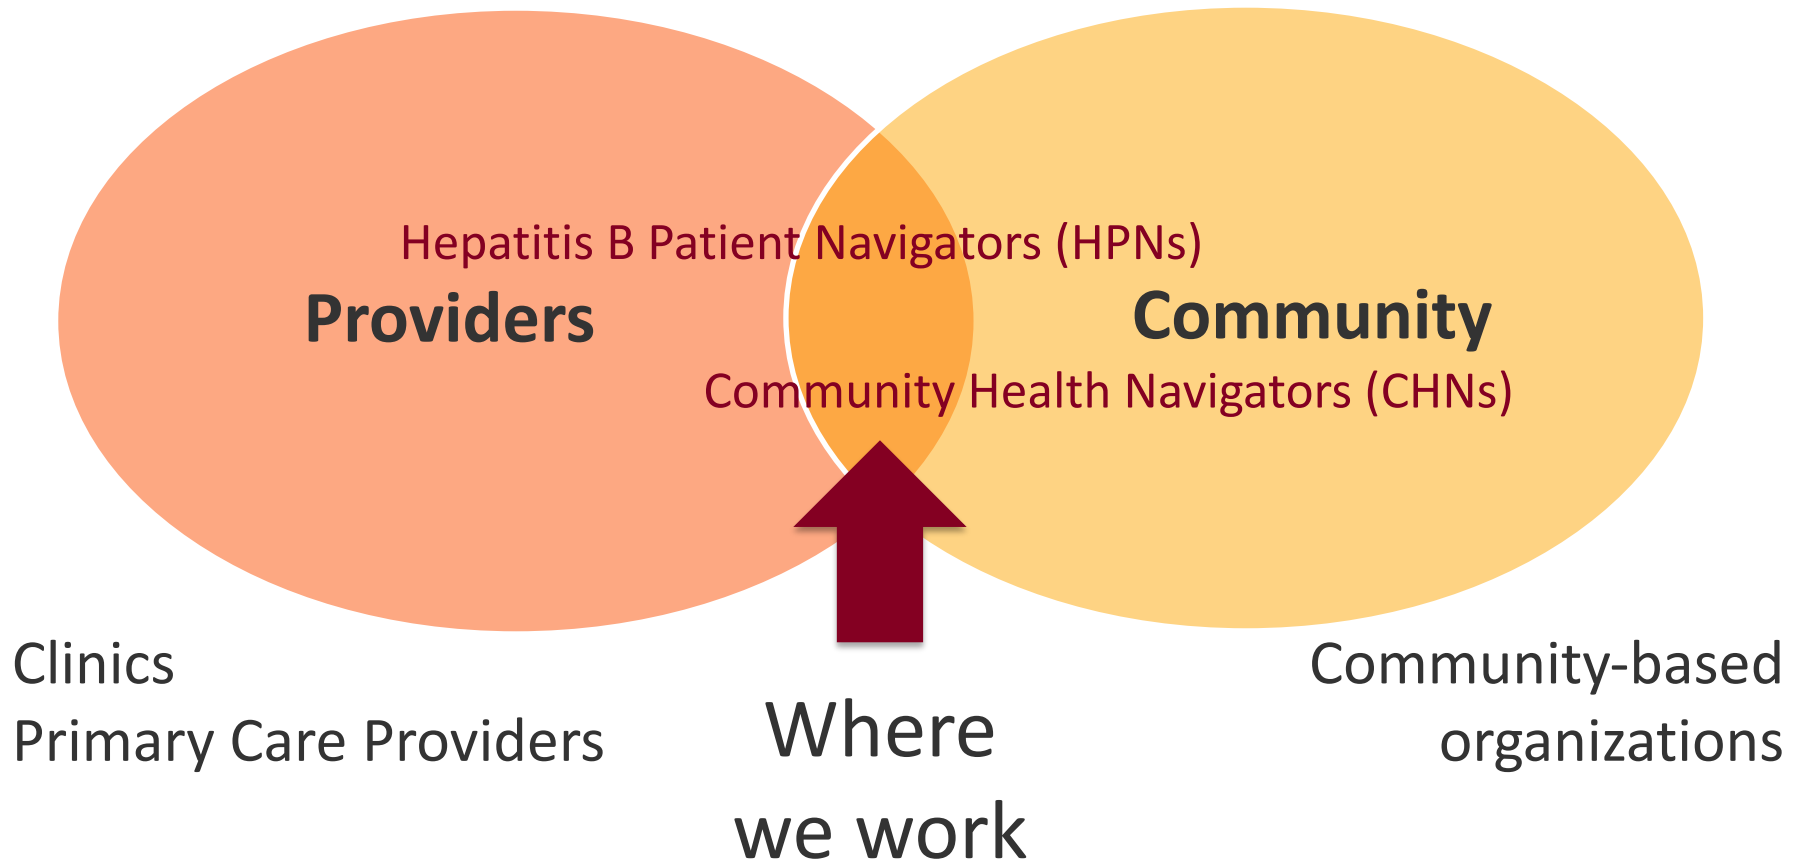 Hepatitis B Patient Navigators (HPNs)
Providers
Community
Community Health Navigators (CHNs)
Clinics
Primary Care Providers
Where
we work
Community-based
organizations